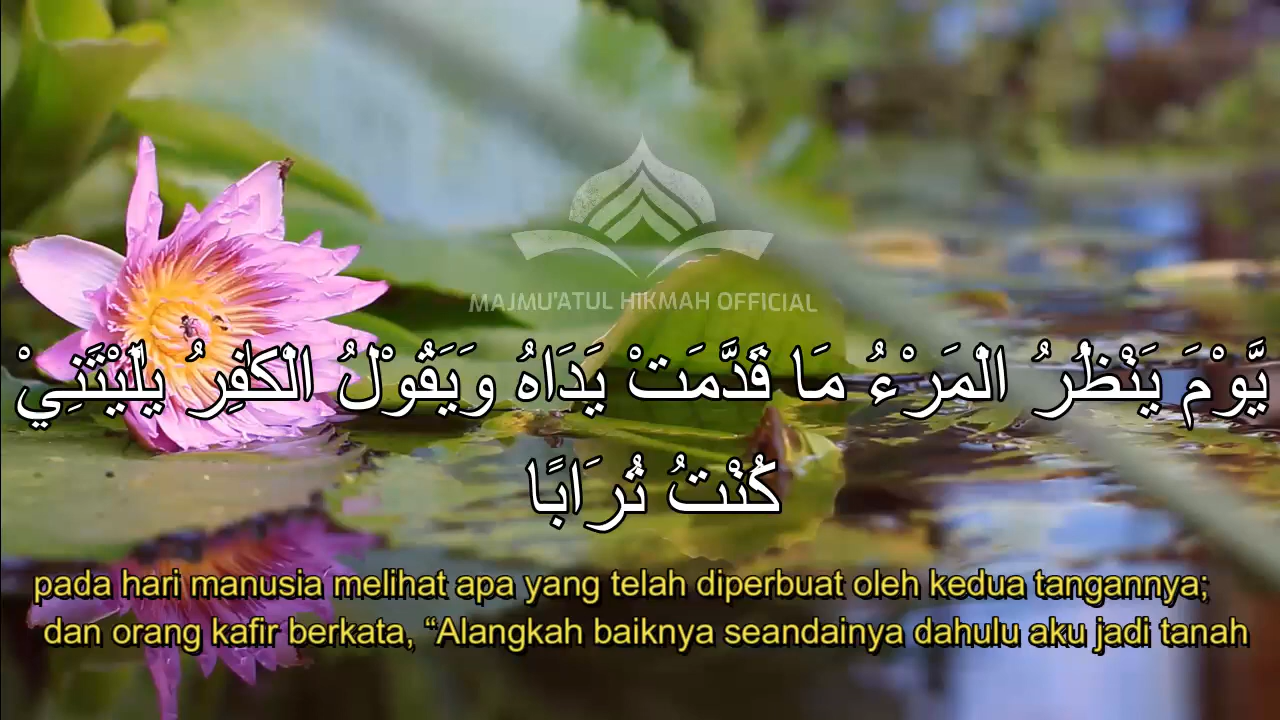 MAJMU'ATUL HIKMAH OFFICIAL
يَّوْمَ يَنْظُرُ الْمَرْءُ مَا قَدَّمَتْ يَدَاهُ وَيَقُوْلُ الْكٰفِرُ يٰلَيْتَنِيْ
كُنْتُ تُرَابًا
pada hari manusia melihat apa yang telah diperbuat oleh kedua tangannya;
dan orang kafir berkata, “Alangkah baiknya seandainya dahulu aku jadi tanah